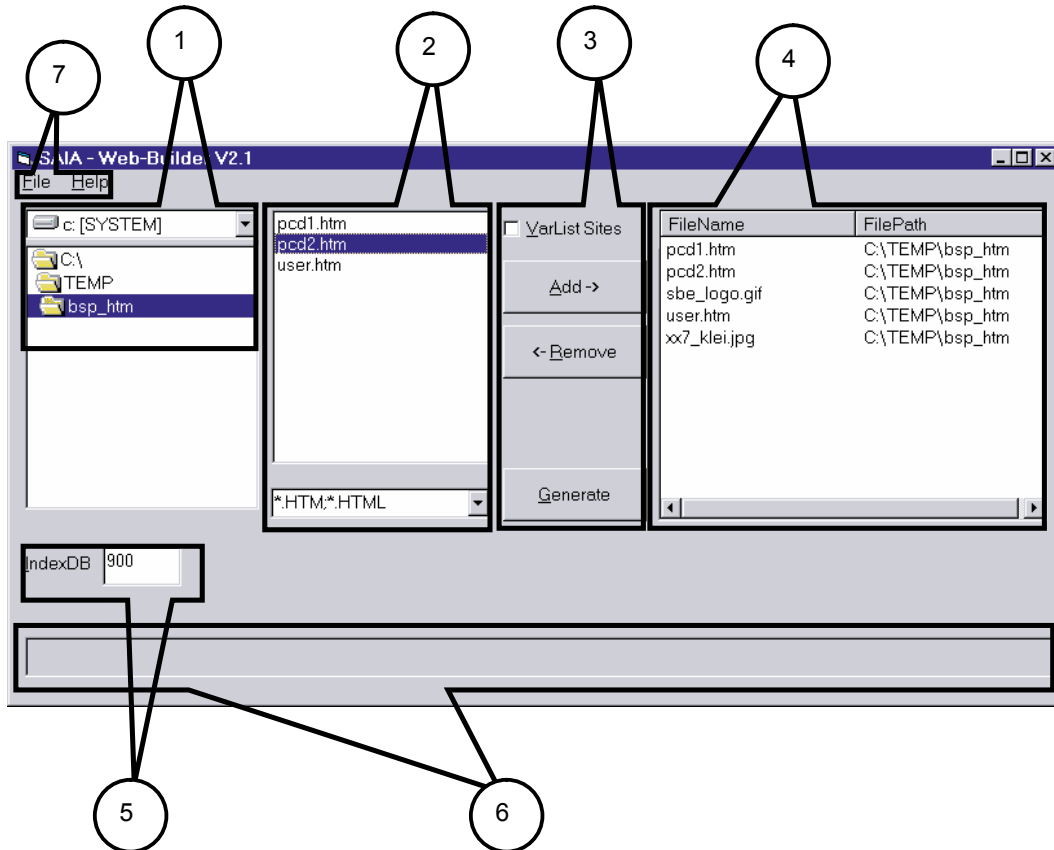 1
2
3
4
7
SAIA - Web-Builder V2.1
File Help
c: [SYSTEM]
C:\
TEMP
bsp_htm
pcd1.htm
pcd2.htm
user.htm
*.HTM;*.HTML
VarList Sites
Add ->
<- Remove
Generate
FileName FilePath
pcd1.htm C:\TEMP\bsp_htm
pcd2.htm C:\TEMP\bsp_htm
sbe_logo.gif C:\TEMP\bsp_htm
user.htm C:\TEMP\bsp_htm
xx7_klei.jpg C:\TEMP\bsp_htm
IndexDB 900
5
6